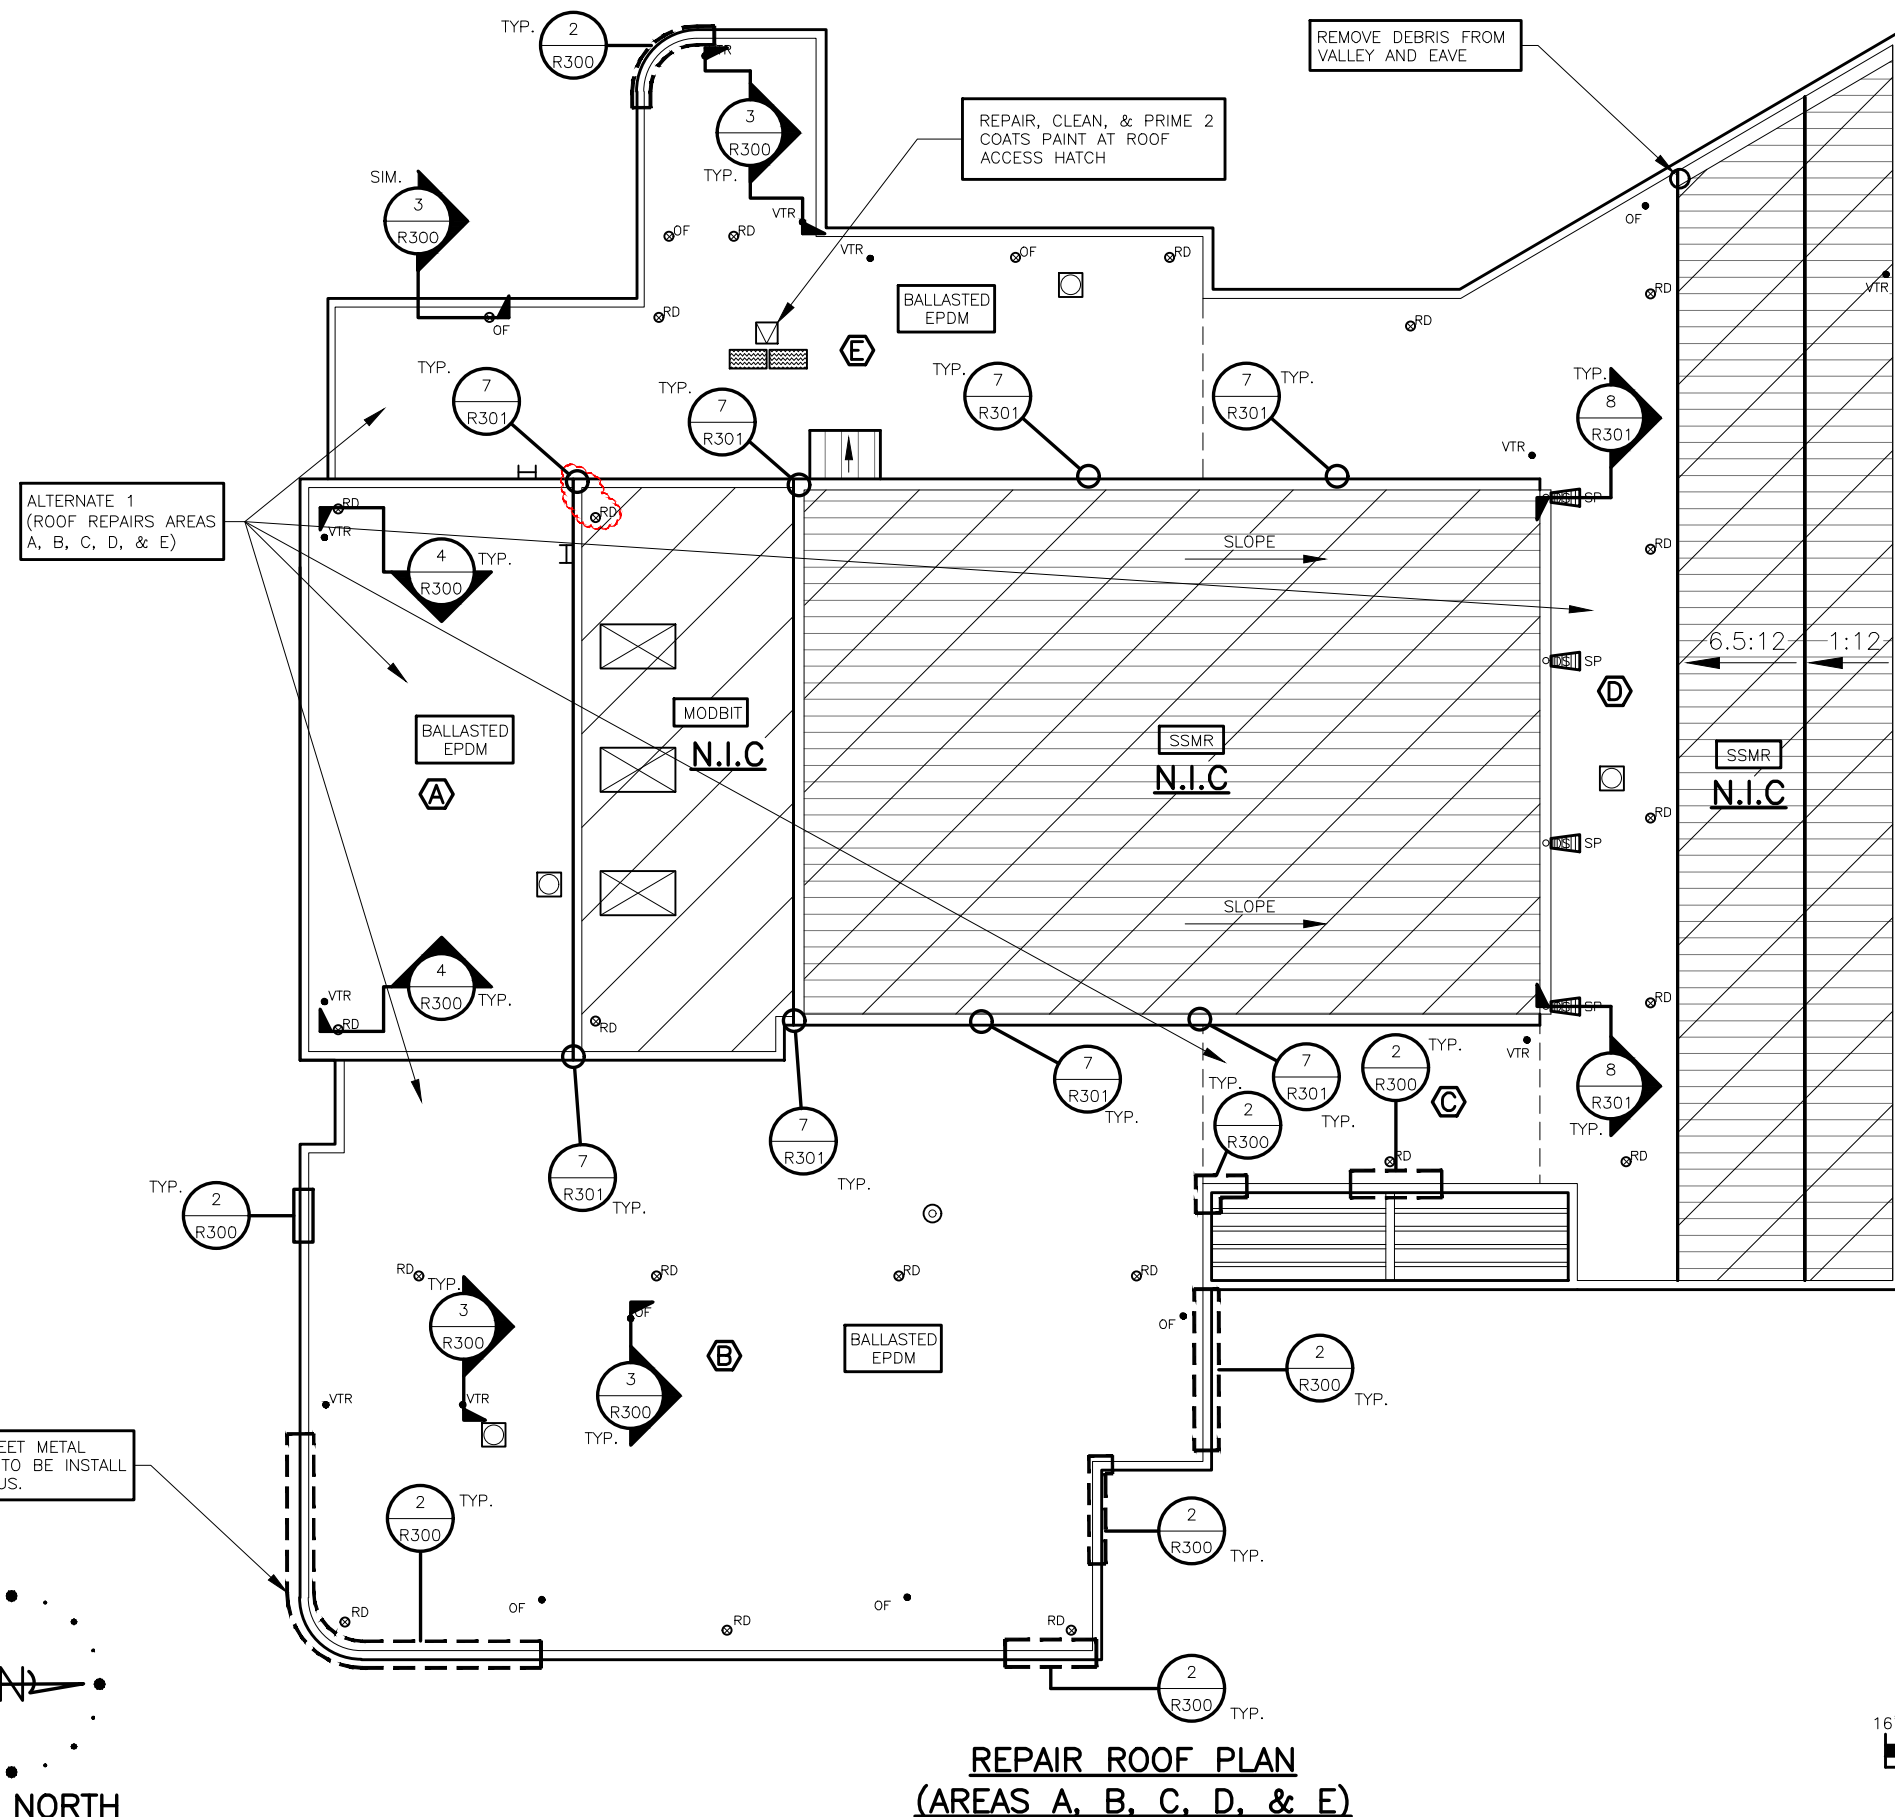 TYP.
2
R300
VTR
3
R300
TYP.
REMOVE DEBRIS FROM
VALLEY AND EAVE
REPAIR, CLEAN, & PRIME 2
COATS PAINT AT ROOF
ACCESS HATCH
SIM.
3
R300
OF
RD
VTR
VTR
OF
RD
OF
RD
VTR
OF
RD
RD
BALLASTED
EPDM
E
TYP.
7
R301
TYP.
7
R301
TYP.
7
R301
TYP.
7
R301
TYP.
8
R301
VTR
ALTERNATE 1
(ROOF REPAIRS AREAS
A, B, C, D, & E)
RD
VTR
4
R300
TYP.
RD
SLOPE
SP
RD
6.5:12
1:12
DS
SP
D
MODBIT
N.I.C
BALLASTED
EPDM
A
SSMR
N.I.C
SSMR
N.I.C
RD
DS
SP
SLOPE
4
R300
TYP.
VTR
RD
RD
SP
RD
VTR
7
R301
TYP.
TYP.
7
R301
TYP.
2
R300
TYP.
C
8
R301
TYP.
2
R300
RD
RD
7
R301
TYP.
7
R301
TYP.
TYP.
2
R300
RD
TYP.
3
R300
VTR
VTR
RD
OF
3
R300
TYP.
B
RD
RD
BALLASTED
EPDM
OF
2
R300
TYP.
EET METAL
TO BE INSTALL
US.
2
R300
TYP.
2
R300
TYP.
RD
OF
RD
OF
RD
2
R300
TYP.
N
NORTH
16
REPAIR ROOF PLAN
(AREAS A, B, C, D, & E)